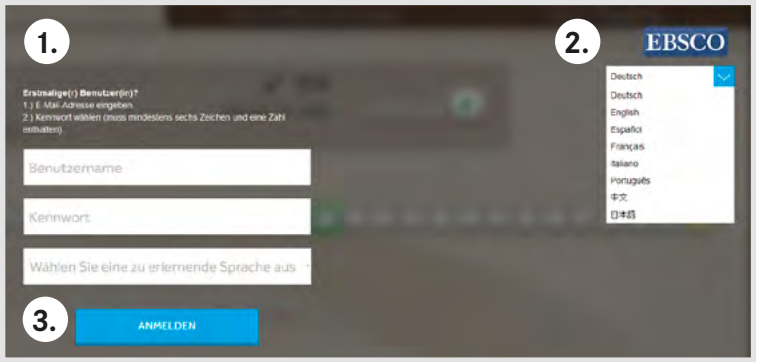 1.
Erstmalige(r) Benutzer(in)?
1.) E-Mail-Adresse eingeben.
2.) Kennwort wählen (muss mindestens sechs Zeichen und eine Zahl
enthalten).
Benutzername
Kennwort
Wählen Sie eine zu erlernende Sprache aus
3.
ANMELDEN
2.
EBSCO
Deutsch
Deutsch
English
Español
Français
Italiano
Português
中文
日本語